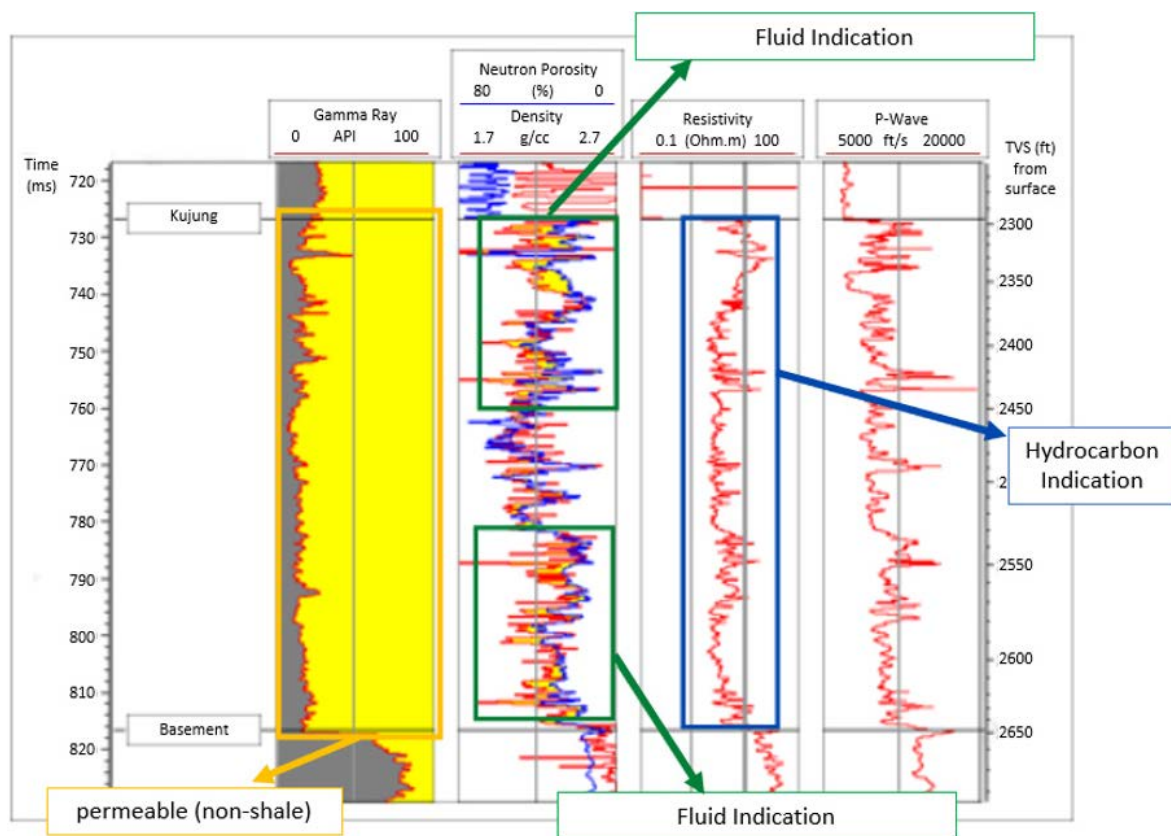 Fluid Indication
Neutron Porosity
80 (%) 0
Density
1.7 g/cc 2.7
Gamma Ray
0 API 100
Resistivity
0.1 (Ohm.m) 100
P-Wave
5000 ft/s 20000
Time
(ms)
TVS (ft)
from
surface
720
Kujung
2300
730
2350
740
2400
750
2450
760
Hydrocarbon
Indication
770
780
2550
790
800
2600
810
Basement
2650
820
permeable (non-shale)
Fluid Indication